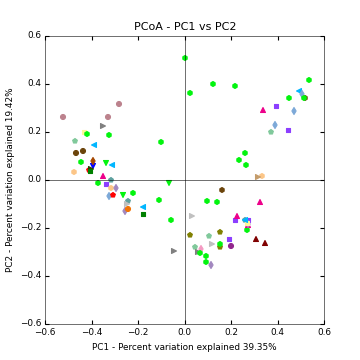 PCoA - PC1 vs PC2
0.6
0.4
0.2
0.0
−0.2
−0.4
−0.6
PC2 - Percent variation explained 19.42%
−0.6 −0.4 −0.2 0.0 0.2 0.4 0.6
PC1 - Percent variation explained 39.35%